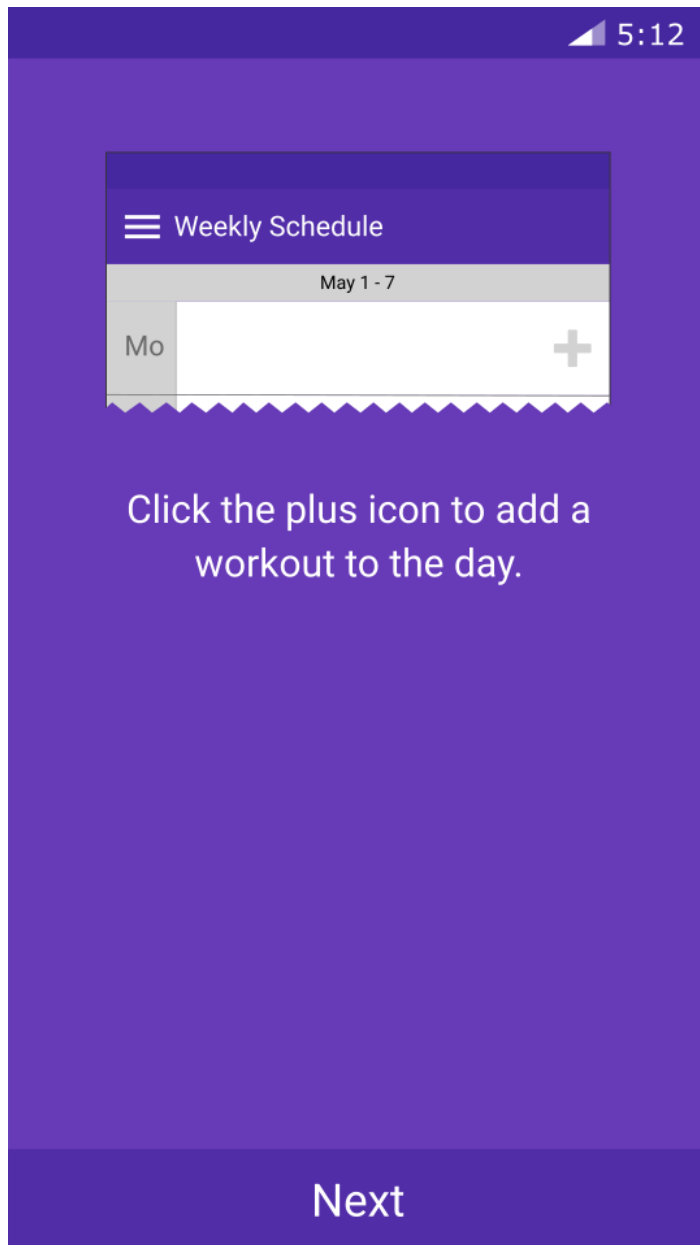 5:12
Weekly Schedule
May 1 - 7
Mo
Click the plus icon to add a
workout to the day.
Next